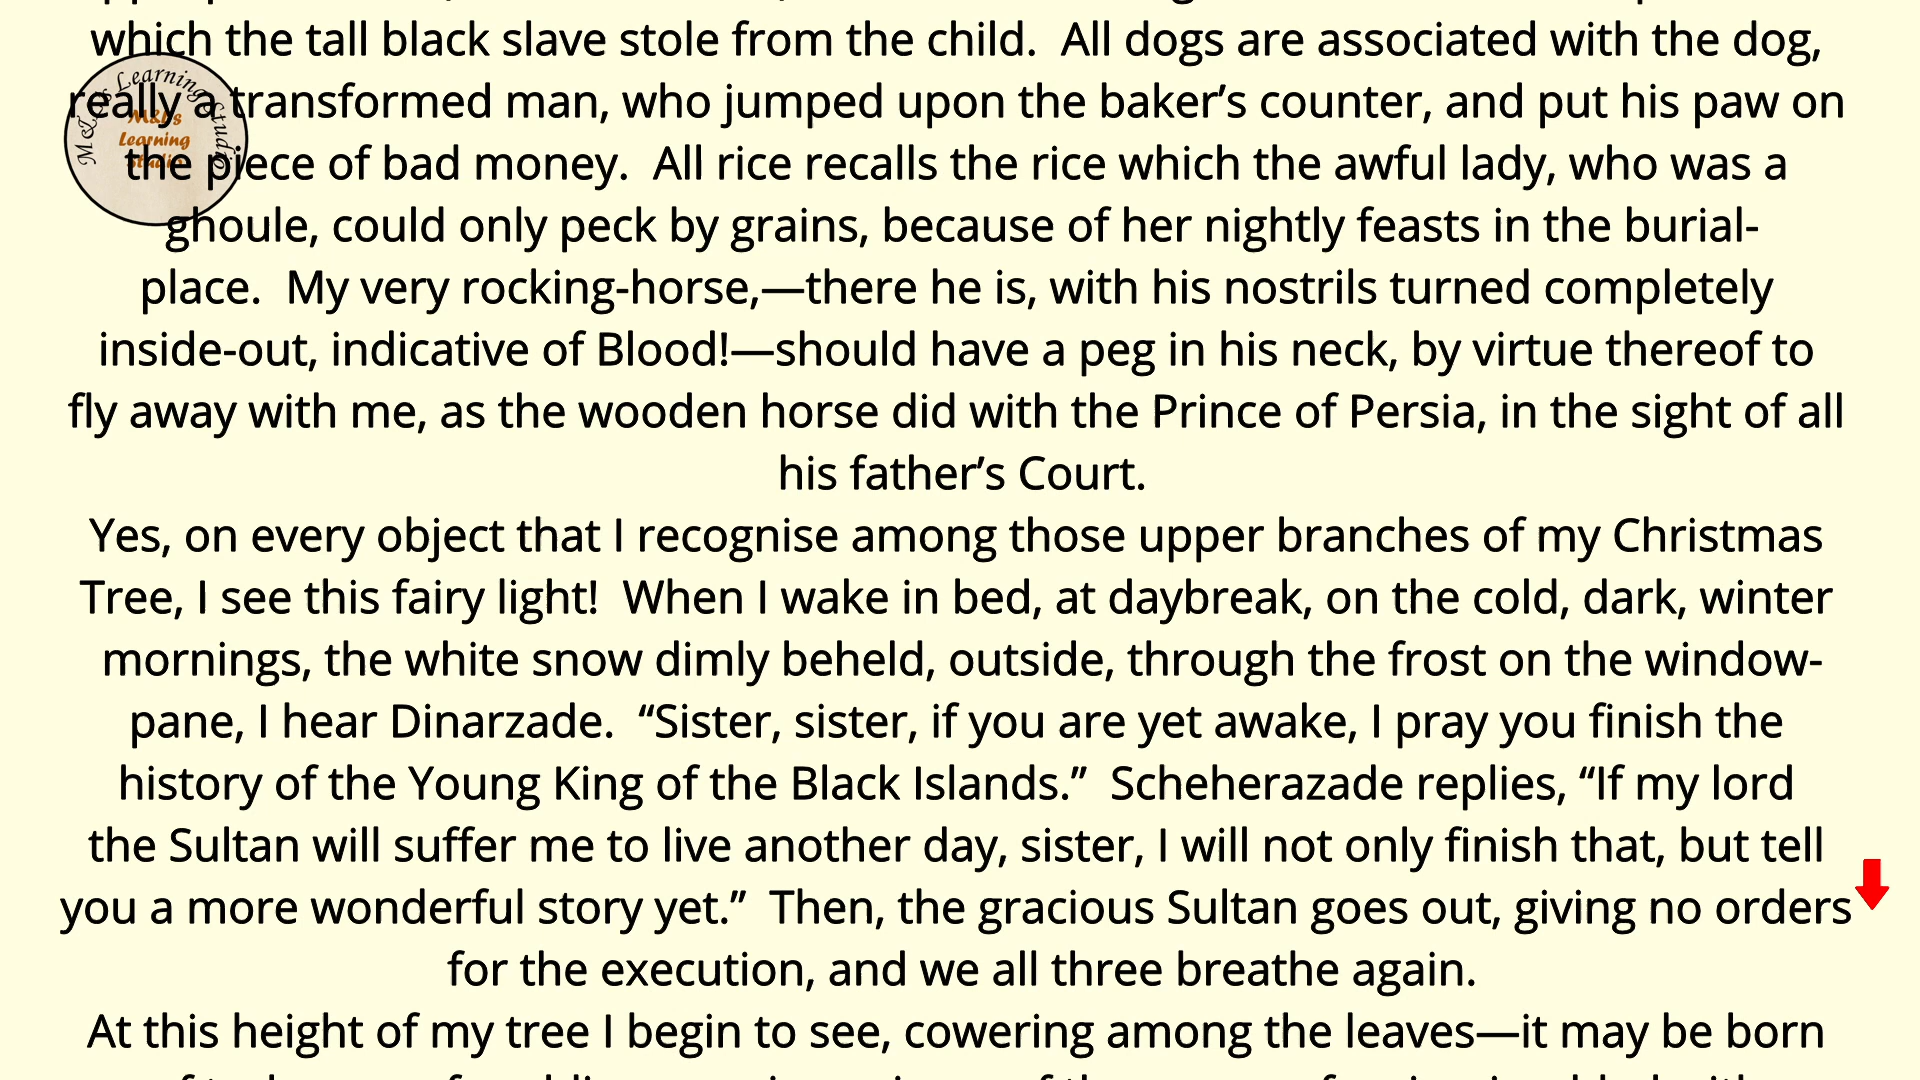 which the tall black slave stole from the child.  All dogs are associated with the dog,
really a transformed man, who jumped upon the baker’s counter, and put his paw on
the piece of bad money.  All rice recalls the rice which the awful lady, who was a
ghoule, could only peck by grains, because of her nightly feasts in the burial-
place.  My very rocking-horse,—there he is, with his nostrils turned completely
inside-out, indicative of Blood!—should have a peg in his neck, by virtue thereof to
fly away with me, as the wooden horse did with the Prince of Persia, in the sight of all
his father’s Court.
Yes, on every object that I recognise among those upper branches of my Christmas
Tree, I see this fairy light!  When I wake in bed, at daybreak, on the cold, dark, winter
mornings, the white snow dimly beheld, outside, through the frost on the window-
pane, I hear Dinarzade.  “Sister, sister, if you are yet awake, I pray you finish the
history of the Young King of the Black Islands.”  Scheherazade replies, “If my lord
the Sultan will suffer me to live another day, sister, I will not only finish that, but tell
you a more wonderful story yet.”  Then, the gracious Sultan goes out, giving no orders
for the execution, and we all three breathe again.
At this height of my tree I begin to see, cowering among the leaves—it may be born
Learning Studio
Learning
Studio